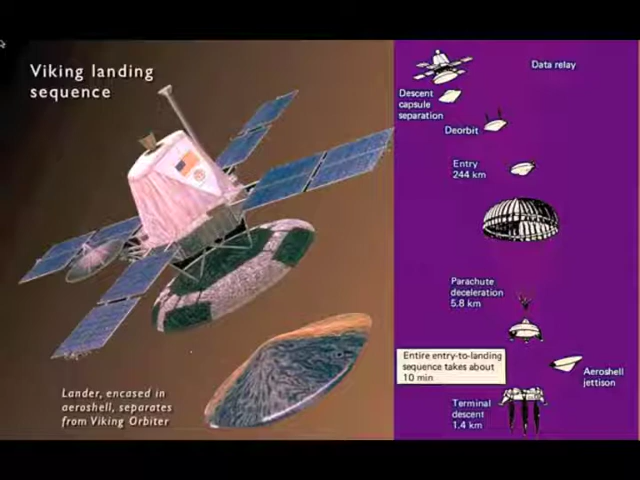 Viking landing
sequence
Lander, encased in
aeroshell, separates
from Viking Orbiter
Data relay
Descent
capsule
separation
Deorbit
Entry
244 km
Parachute
deceleration
5.8 km
Entire entry-to-landing
sequence takes about
10 min
Aeroshell
jettison
Terminal
descent
1.4 km